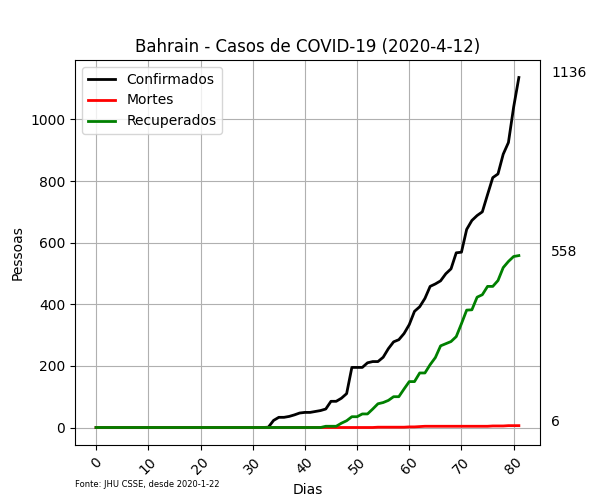 Bahrain - Casos de COVID-19 (2020-4-12)
Confirmados
Mortes
Recuperados
1136
558
6
Pessoas
1000
800
600
400
200
0
0 10 20 30 40 50 60 70 80
Dias
Fonte: JHU CSSE, desde 2020-1-22